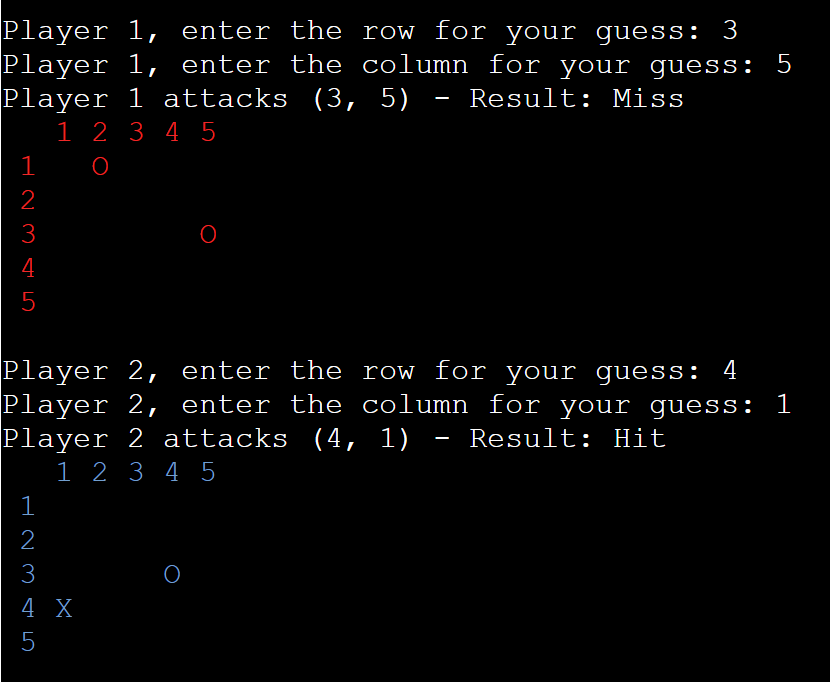 Player 1, enter the row for your guess: 3
Player 1, enter the column for your guess: 5
Player 1 attacks (3, 5) - Result: Miss
   1 2 3 4 5
 1   O
 2
 3         O
 4
 5
Player 2, enter the row for your guess: 4
Player 2, enter the column for your guess: 1
Player 2 attacks (4, 1) - Result: Hit
   1 2 3 4 5
 1
 2
 3       O
 4 X
 5